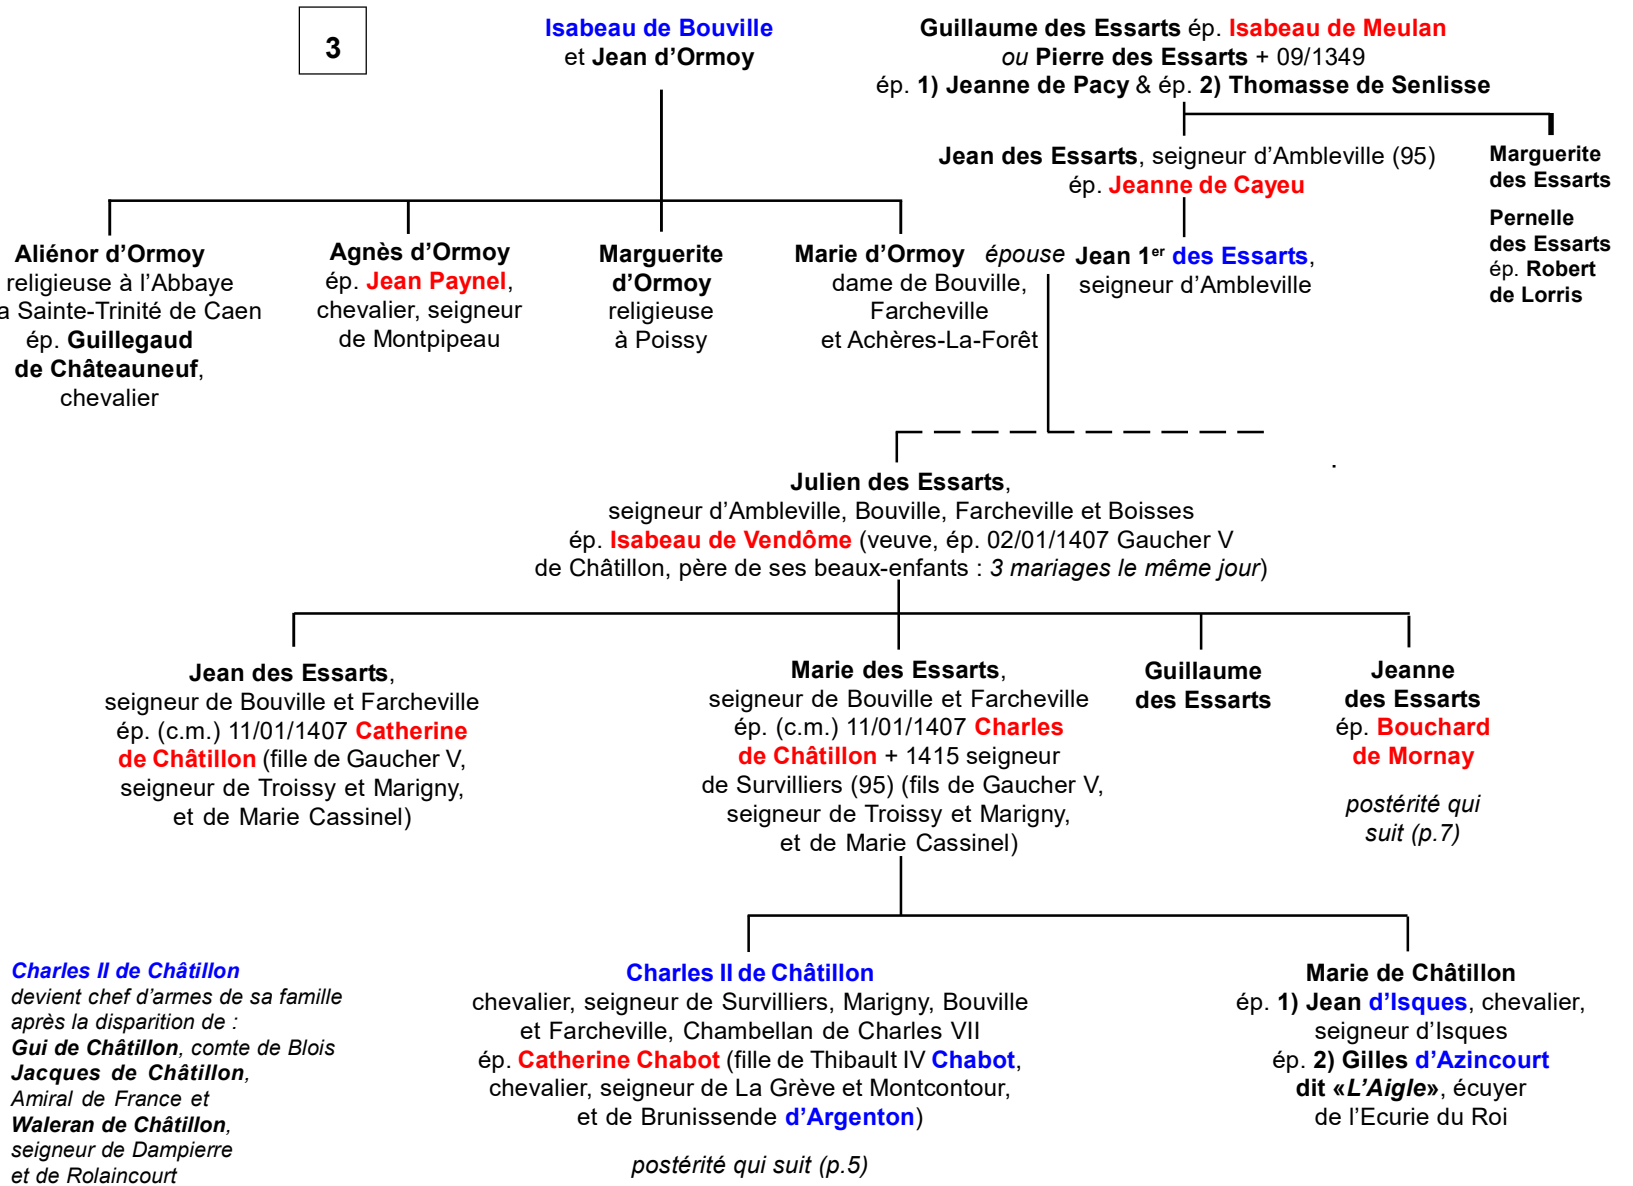 3
Isabeau de Bouville
et Jean d’Ormoy
Guillaume des Essarts ép. Isabeau de Meulan
ou Pierre des Essarts + 09/1349
ép. 1) Jeanne de Pacy & ép. 2) Thomasse de Senlisse
Jean des Essarts, seigneur d’Ambleville (95)
ép. Jeanne de Cayeu
Marguerite
des Essarts
Pernelle
des Essarts
ép. Robert
de Lorris
Aliénor d’Ormoy
religieuse à l’Abbaye
a Sainte-Trinité de Caen
ép. Guillegaud
de Châteauneuf,
chevalier
Agnès d’Ormoy
ép. Jean Paynel,
chevalier, seigneur
de Montpipeau
Marguerite
d’Ormoy
religieuse
à Poissy
Marie d’Ormoy épouse Jean 1er des Essarts,
dame de Bouville,
Farcheville
et Achères-La-Forêt
seigneur d’Ambleville
Julien des Essarts,
seigneur d’Ambleville, Bouville, Farcheville et Boisses
ép. Isabeau de Vendôme (veuve, ép. 02/01/1407 Gaucher V
de Châtillon, père de ses beaux-enfants : 3 mariages le même jour)
Jean des Essarts,
seigneur de Bouville et Farcheville
ép. (c.m.) 11/01/1407 Catherine
de Châtillon (fille de Gaucher V,
seigneur de Troissy et Marigny,
et de Marie Cassinel)
Marie des Essarts,
seigneur de Bouville et Farcheville
ép. (c.m.) 11/01/1407 Charles
de Châtillon + 1415 seigneur
de Survilliers (95) (fils de Gaucher V,
seigneur de Troissy et Marigny,
et de Marie Cassinel)
Guillaume
des Essarts
Jeanne
des Essarts
ép. Bouchard
de Mornay
postérité qui
suit (p.7)
Charles II de Châtillon
devient chef d’armes de sa famille
après la disparition de :
Gui de Châtillon, comte de Blois
Jacques de Châtillon,
Amiral de France et
Waleran de Châtillon,
seigneur de Dampierre
et de Rolaincourt
Charles II de Châtillon
chevalier, seigneur de Survilliers, Marigny, Bouville
et Farcheville, Chambellan de Charles VII
ép. Catherine Chabot (fille de Thibault IV Chabot,
chevalier, seigneur de La Grève et Montcontour,
et de Brunissende d’Argenton)
postérité qui suit (p.5)
Marie de Châtillon
ép. 1) Jean d’Isques, chevalier,
seigneur d’Isques
ép. 2) Gilles d’Azincourt
dit «L’Aigle», écuyer
de l’Ecurie du Roi